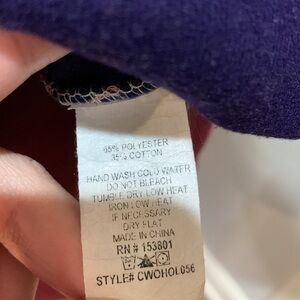 65% POLYESTER
35% COTTON
HAND WASH COLD WATER
DO NOT BLEACH
TUMBLE DRY LOW HEAT
IRON LOW HEAT
IF NECESSARY
DRY FLAT
MADE IN CHINA
RN # 153801
STYLE# CWOHOL056